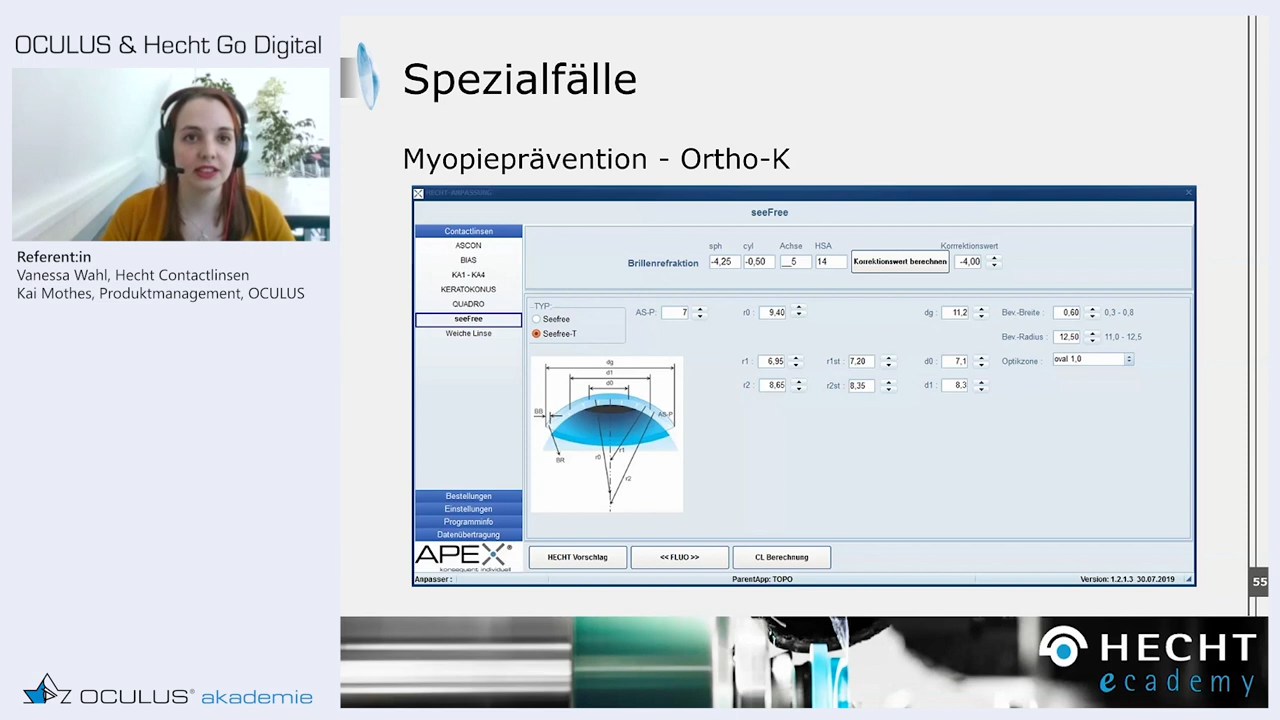 OCULUS & Hecht Go Digital
Referent:in
Vanessa Wahl, Hecht Contactlinsen
Kai Mothes, Produktmanagement, OCULUS
OCULUS® akademie
Spezialfälle
Myopieprävention - Ortho-K
HECHT-ANPASSUNG
seeFree
Contactlinsen
ASCON
BIAS
KA1 - KA4
KERATOKONUS
QUADRO
seeFree
Weiche Linse
Bestellungen
Einstellungen
Programminfo
Datenübertragung
APEX®
konsequent. individuell.
Anpasser :
sph cyl Achse HSA Korrrektionswert
Brillenrefraktion -4,25 -0,50 __5 14 Korrektionswert berechnen -4,00
TYP:
Seefree
Seefree-T
AS-P: 7 r0 : 9,40 dg : 11,2 Bev.-Breite : 0,60 0,3 - 0,8
Bev.-Radius : 12,50 11,0 - 12,5
r1 : 6,95 r1st : 7,20 d0 : 7,1 Optikzone : oval 1,0
r2 : 8,65 r2st : 8,35 d1 : 8,3
dg
d1
d0
BB
AS-P
BR
r0
r1
r2
HECHT Vorschlag << FLUO >> CL Berechnung
ParentApp: TOPO
Version: 1.2.1.3 30.07.2019
55
HECHT
ecademy